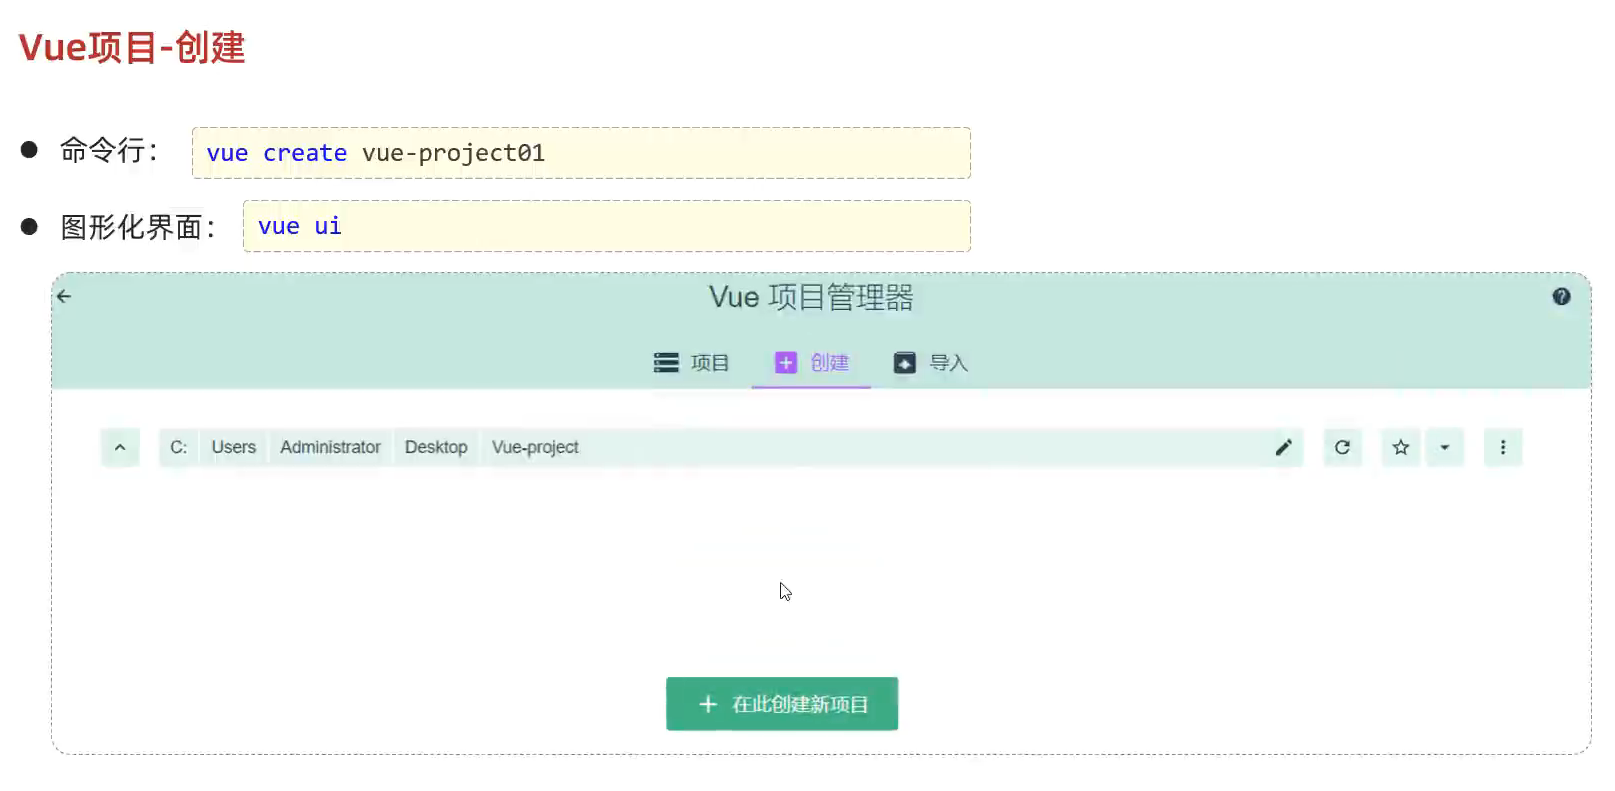 Vue项目-创建
命令行： vue create vue-project01
图形化界面： vue ui
Vue 项目管理器
项目 创建 导入
C: Users Administrator Desktop Vue-project
在此创建新项目